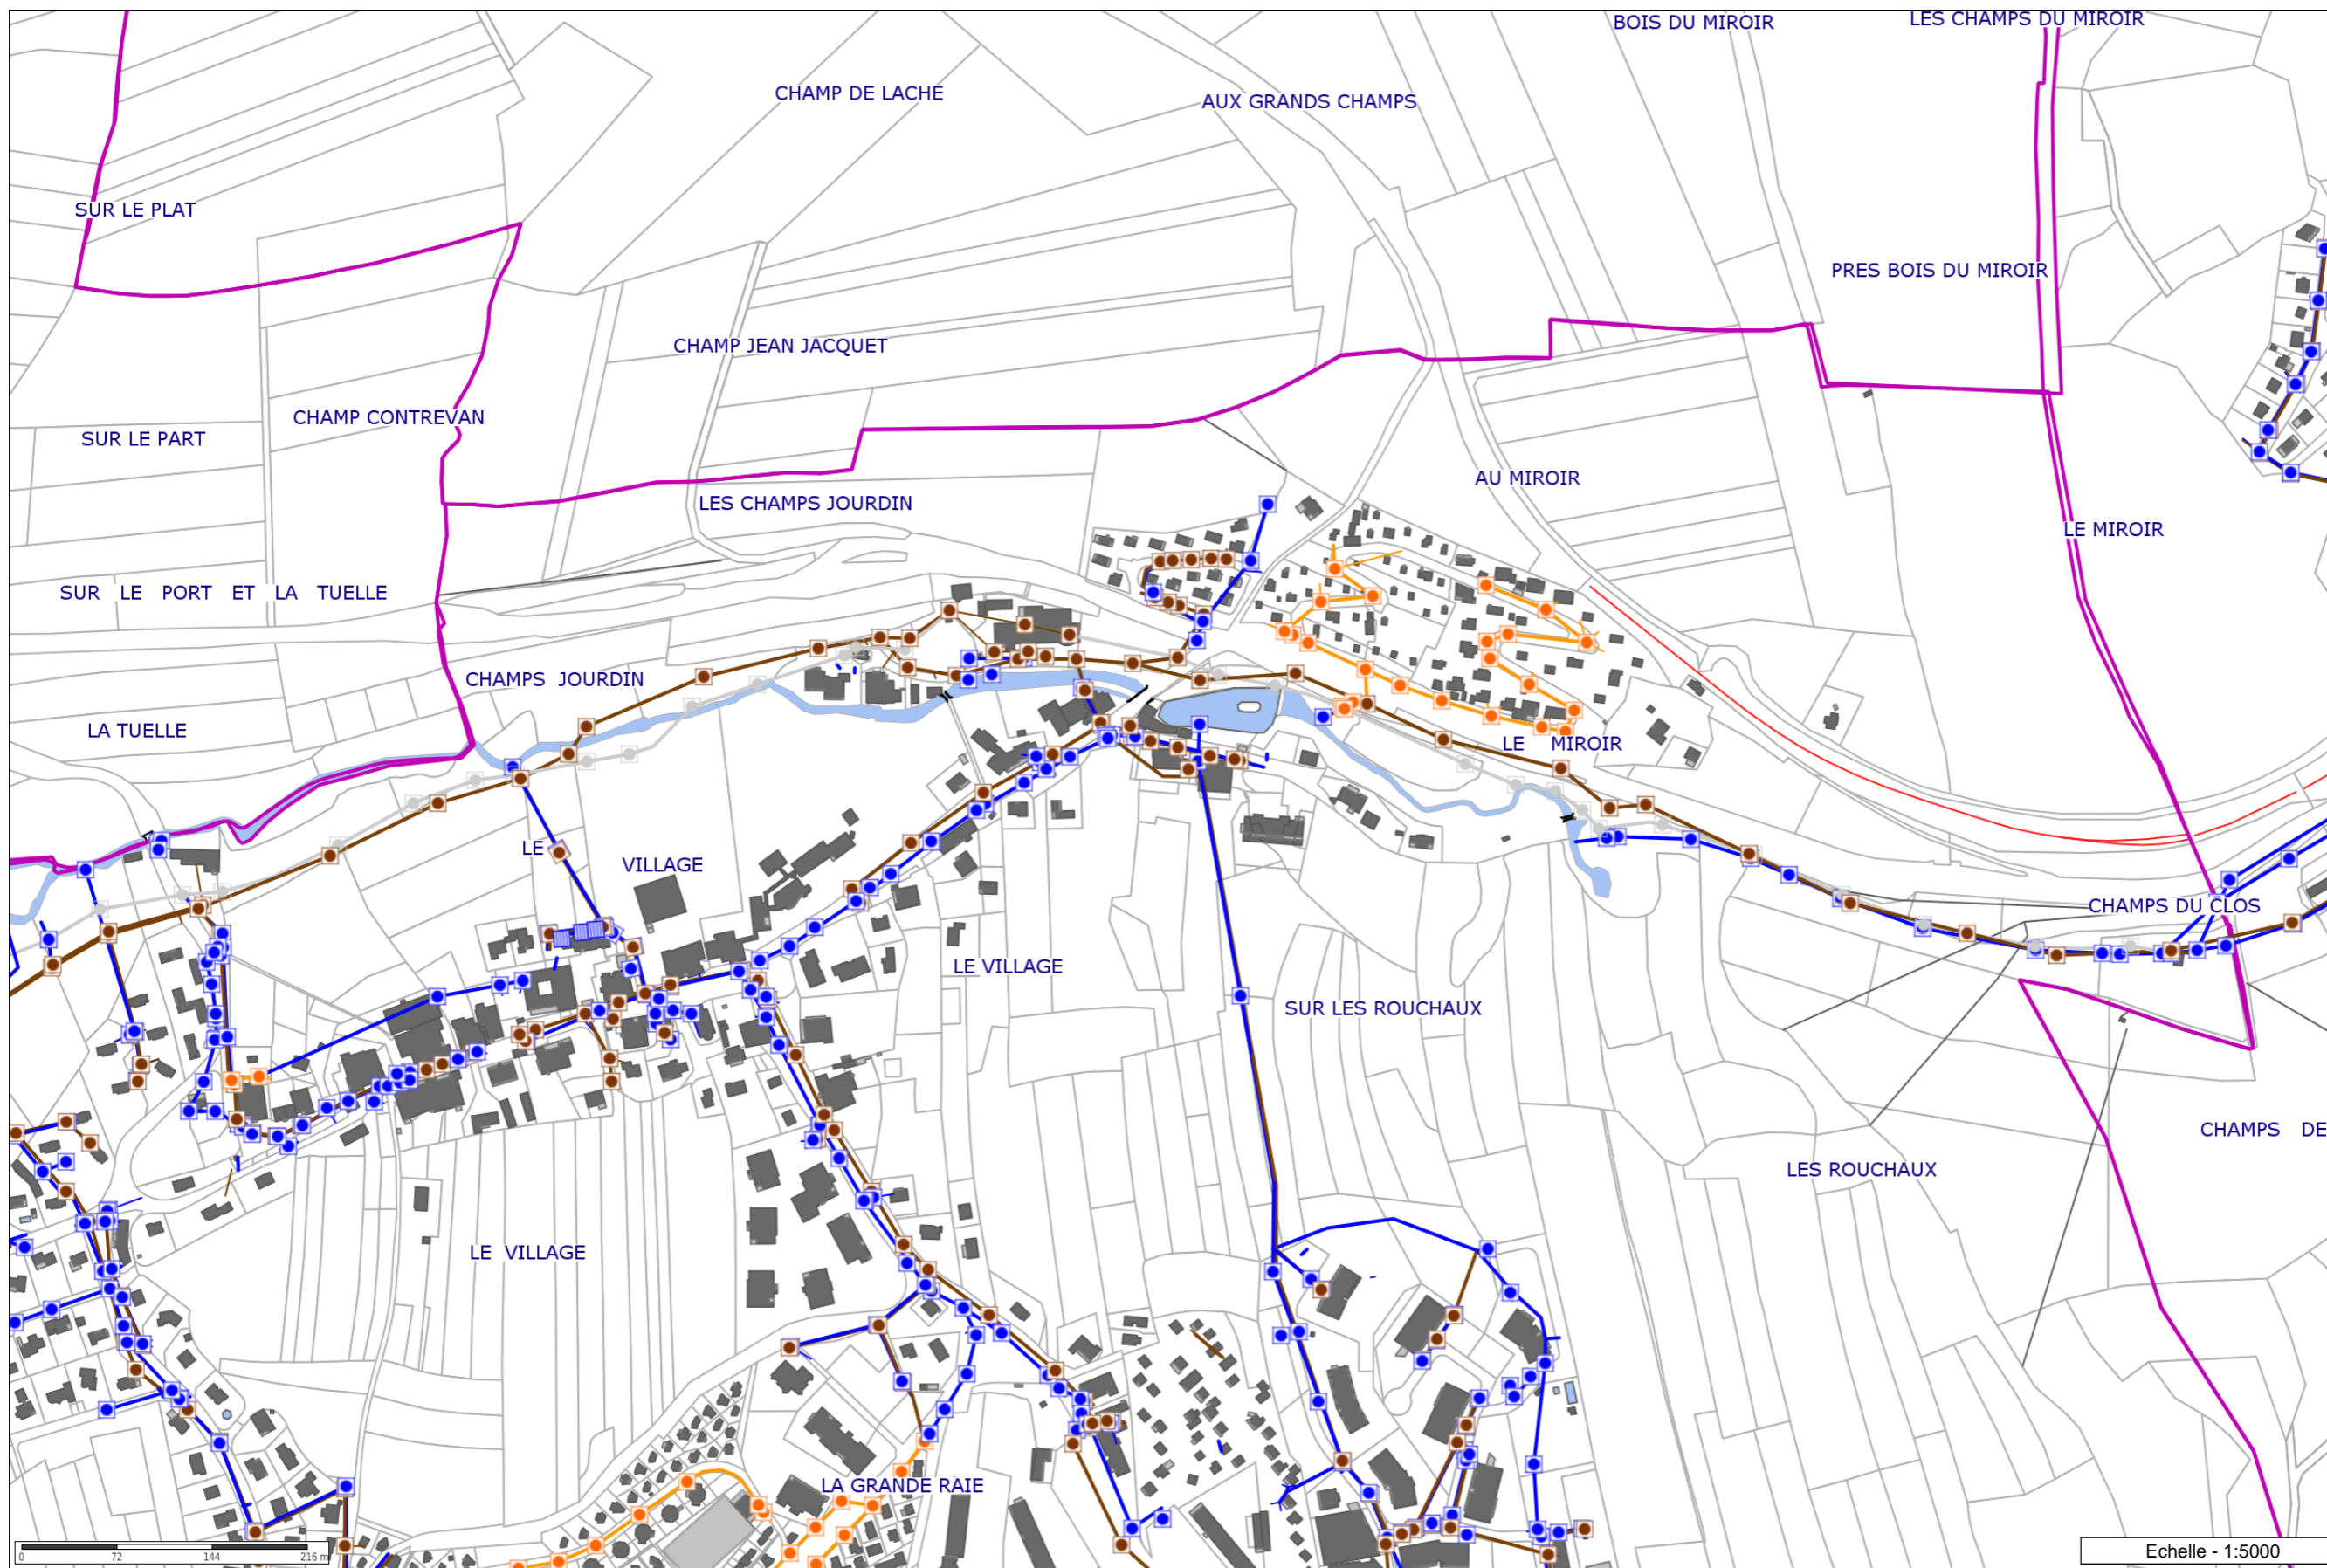 BOIS DU MIROIR
LES CHAMPS DU MIROIR
CHAMP DE LACHE
AUX GRANDS CHAMPS
SUR LE PLAT
PRES BOIS DU MIROIR
CHAMP JEAN JACQUET
CHAMP CONTREVAN
SUR LE PART
AU MIROIR
LES CHAMPS JOURDIN
LE MIROIR
SUR LE PORT ET LA TUELLE
CHAMPS JOURDIN
LA TUELLE
LE MIROIR
LE VILLAGE
CHAMPS DU CLOS
LE VILLAGE
SUR LES ROUCHAUX
CHAMPS DE
LES ROUCHAUX
LE VILLAGE
LA GRANDE RAIE
0 72 144 216 m
Echelle - 1:5000